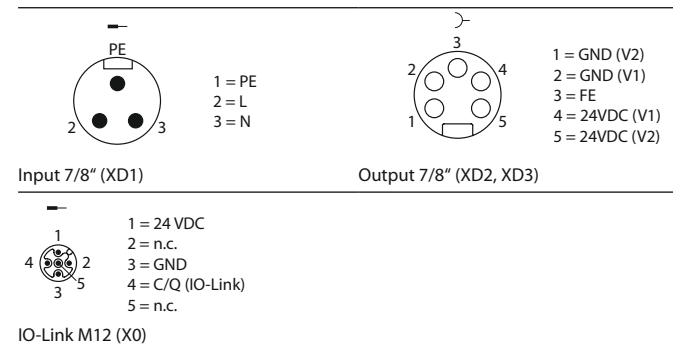 PE
2
3
1 = PE
2 = L
3 = N
Input 7/8“ (XD1)
3
2
4
1
5
1 = GND (V2)
2 = GND (V1)
3 = FE
4 = 24VDC (V1)
5 = 24VDC (V2)
Output 7/8“ (XD2, XD3)
1
4
2
5
3
1 = 24 VDC
2 = n.c.
3 = GND
4 = C/Q (IO-Link)
5 = n.c.
IO-Link M12 (X0)